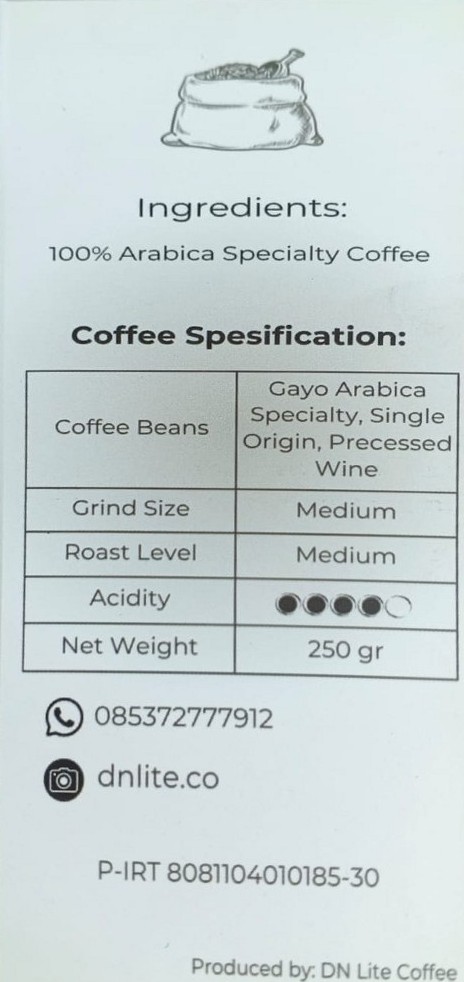 Ingredients:
100% Arabica Specialty Coffee
Coffee Spesification:
Coffee Beans
Gayo Arabica
Specialty, Single
Origin, Precessed
Wine
Grind Size
Medium
Roast Level
Medium
Acidity
Net Weight
250 gr
085372777912
dnlite.co
P-IRT 8081104010185-30
Produced by: DN Lite Coffee